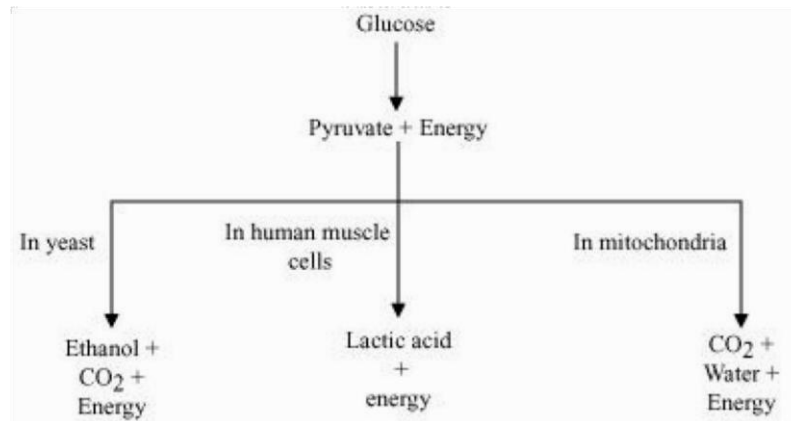 Glucose
Pyruvate + Energy
In yeast
In human muscle
cells
In mitochondria
Ethanol +
CO2 +
Energy
Lactic acid
+
energy
CO2 +
Water +
Energy